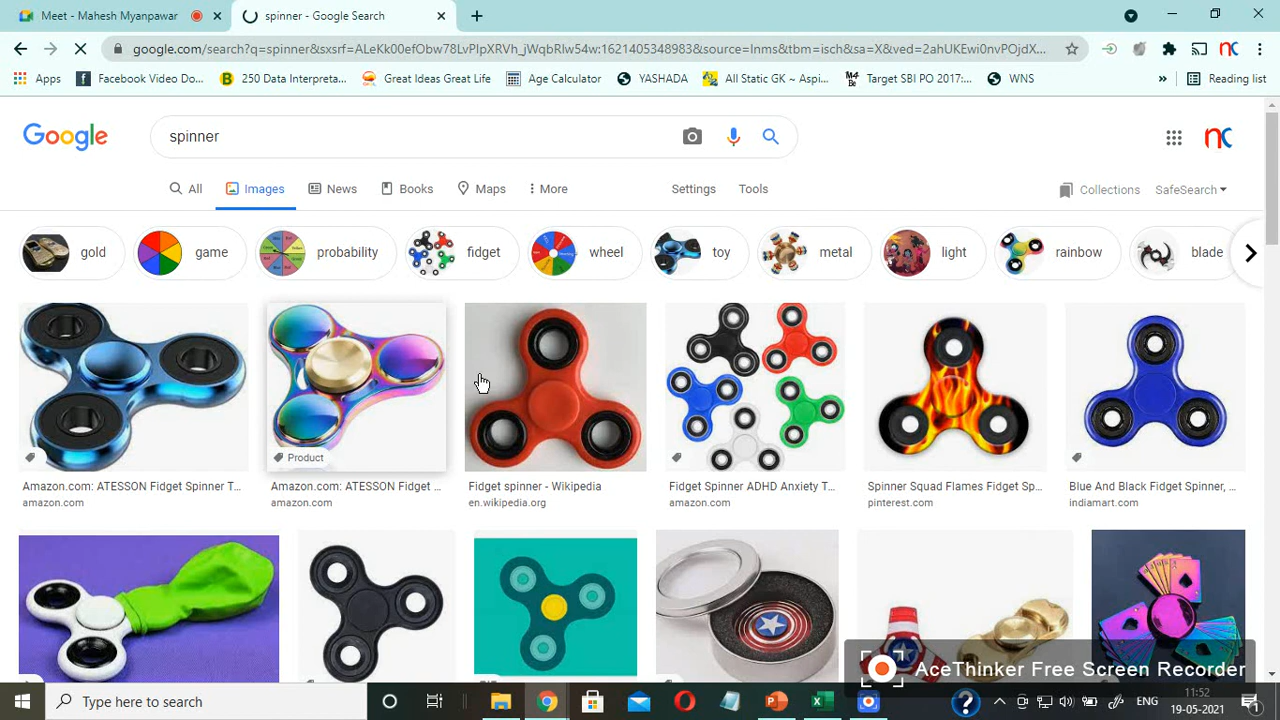 Meet - Mahesh Myanpawar
spinner - Google Search
google.com/search?q=spinner&sxsrf=ALeKk00efObw78LvPIpXRVh_jWqbRlw54w:1621405348983&source=lnms&tbm=isch&sa=X&ved=2ahUKEwi0nvPOjdX...
Apps
Facebook Video Do...
250 Data Interpreta...
Great Ideas Great Life
Age Calculator
YASHADA
All Static GK ~ Aspi...
Target SBI PO 2017:...
WNS
»
Reading list
Google
spinner
nc
All
Images
News
Books
Maps
More
Settings
Tools
Collections
SafeSearch
gold
game
probability
fidget
wheel
toy
metal
light
rainbow
blade
Product
Amazon.com: ATESSON Fidget Spinner T...
amazon.com
Amazon.com: ATESSON Fidget ...
amazon.com
Fidget spinner - Wikipedia
en.wikipedia.org
Fidget Spinner ADHD Anxiety T...
amazon.com
Spinner Squad Flames Fidget Sp...
pinterest.com
Blue And Black Fidget Spinner, ...
indiamart.com
AceThinker Free Screen Recorder
Type here to search
ENG
11:52
19-05-2021